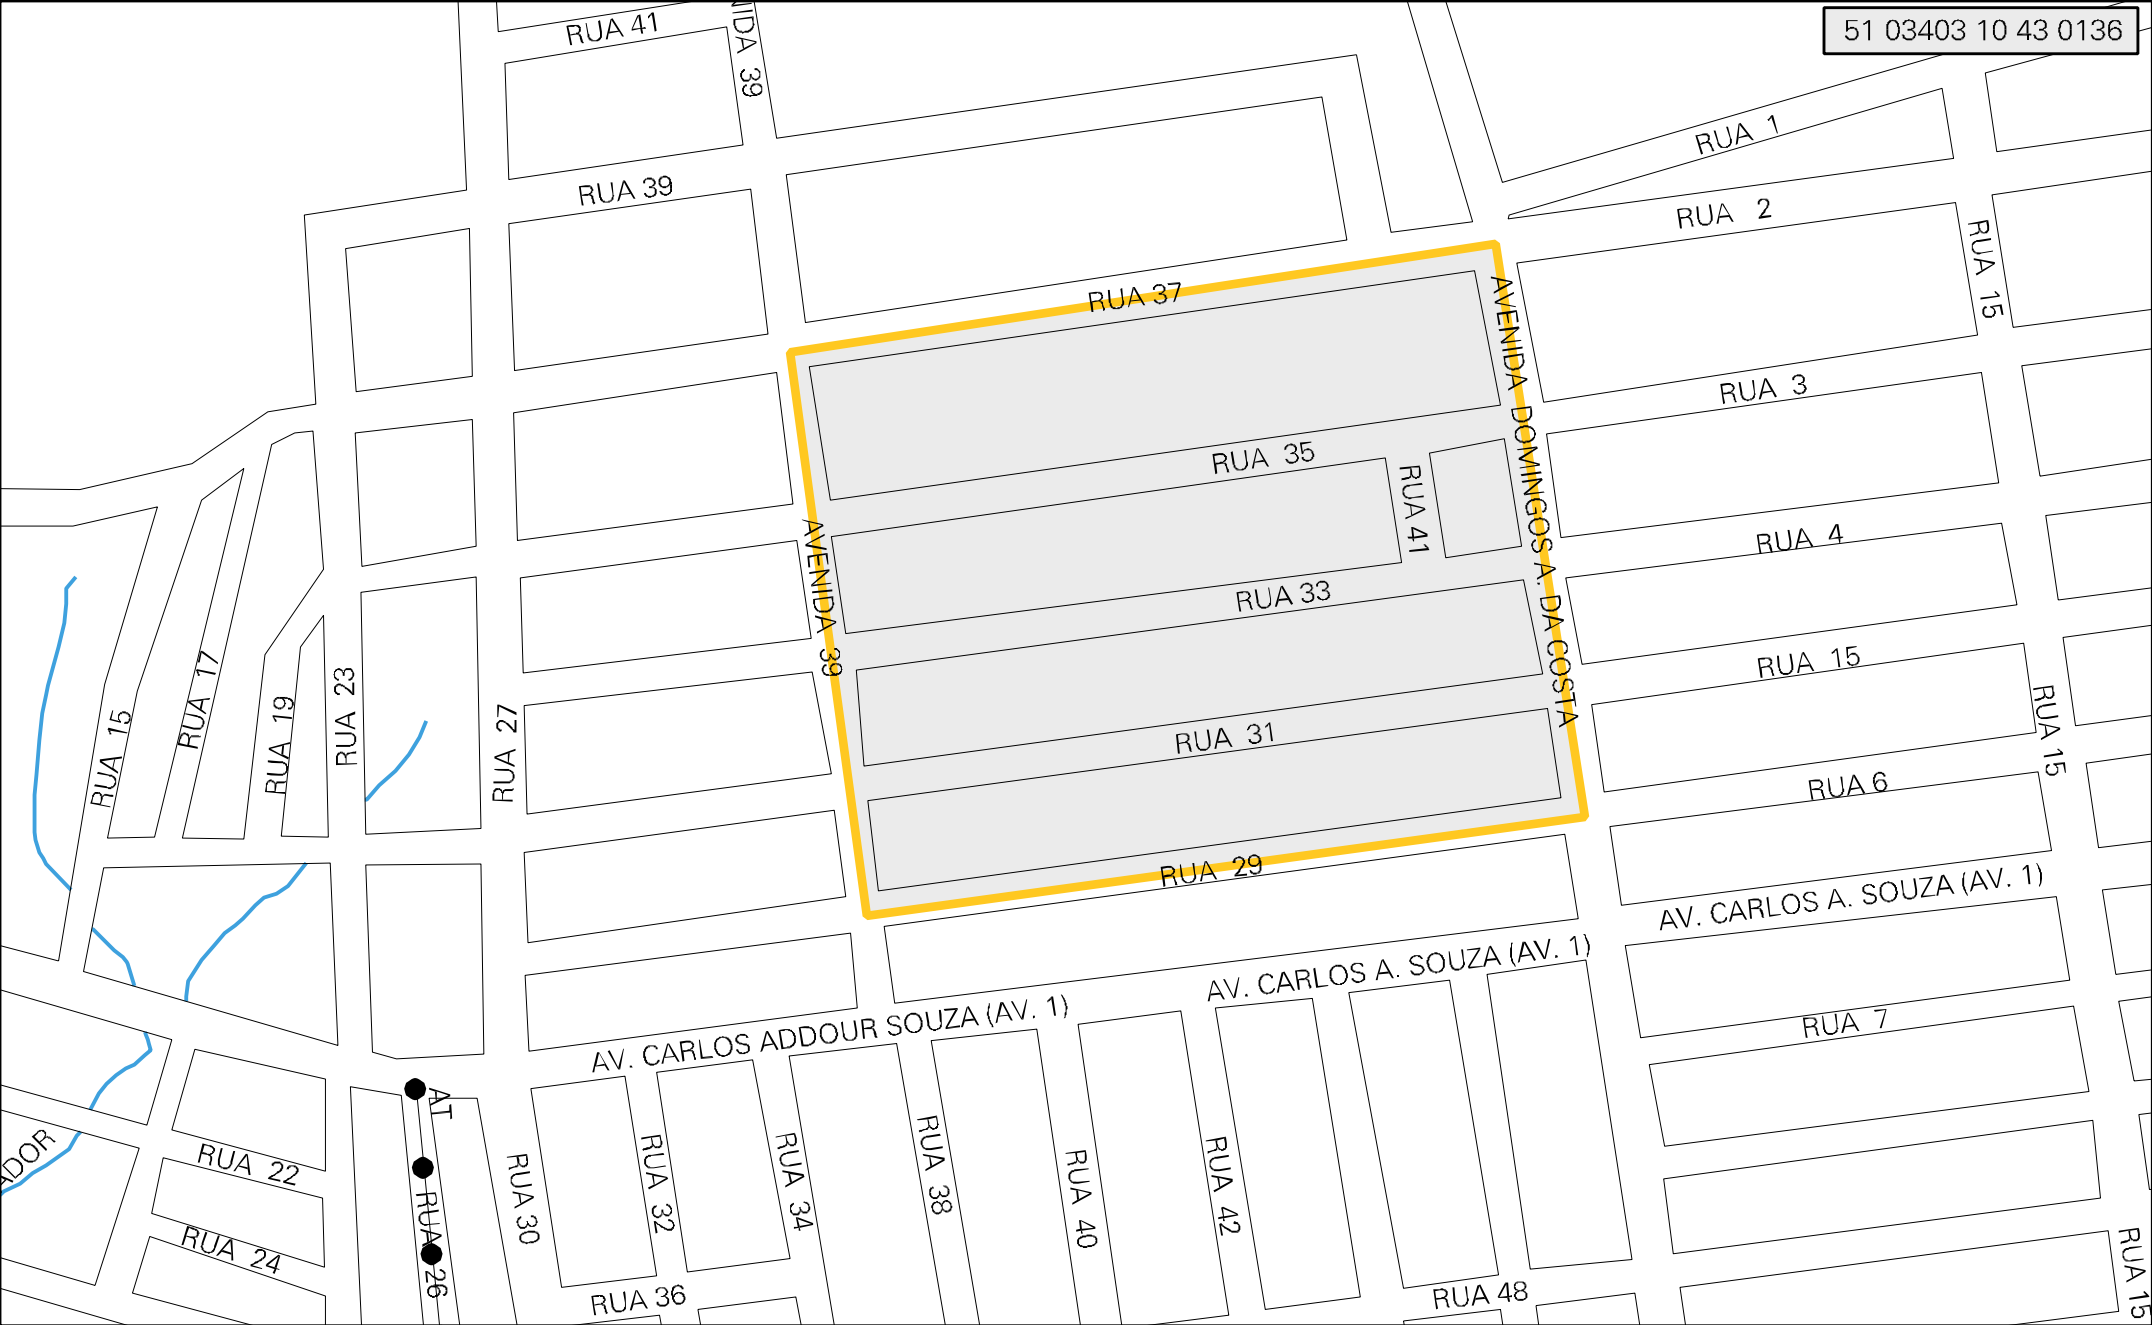 51 03403 10 43 0136
RUA 41
39
RUA 1
RUA 39
RUA 2
RUA 15
RUA 37
AVENIDA DOMINGOS A. DA COSTA
RUA 3
RUA 35
RUA 41
RUA 4
AVENIDA 39
RUA 33
RUA 15
RUA 15
RUA 17
RUA 19
RUA 23
RUA 27
RUA 31
RUA 15
RUA 6
RUA 29
AV. CARLOS A. SOUZA (AV. 1)
AV. CARLOS A. SOUZA (AV. 1)
AV. CARLOS ADDOUR SOUZA (AV. 1)
RUA 7
AT
ADOR
RUA 22
RUA 24
RUA 26
RUA 30
RUA 32
RUA 34
RUA 38
RUA 40
RUA 42
RUA 36
RUA 48
RUA 15